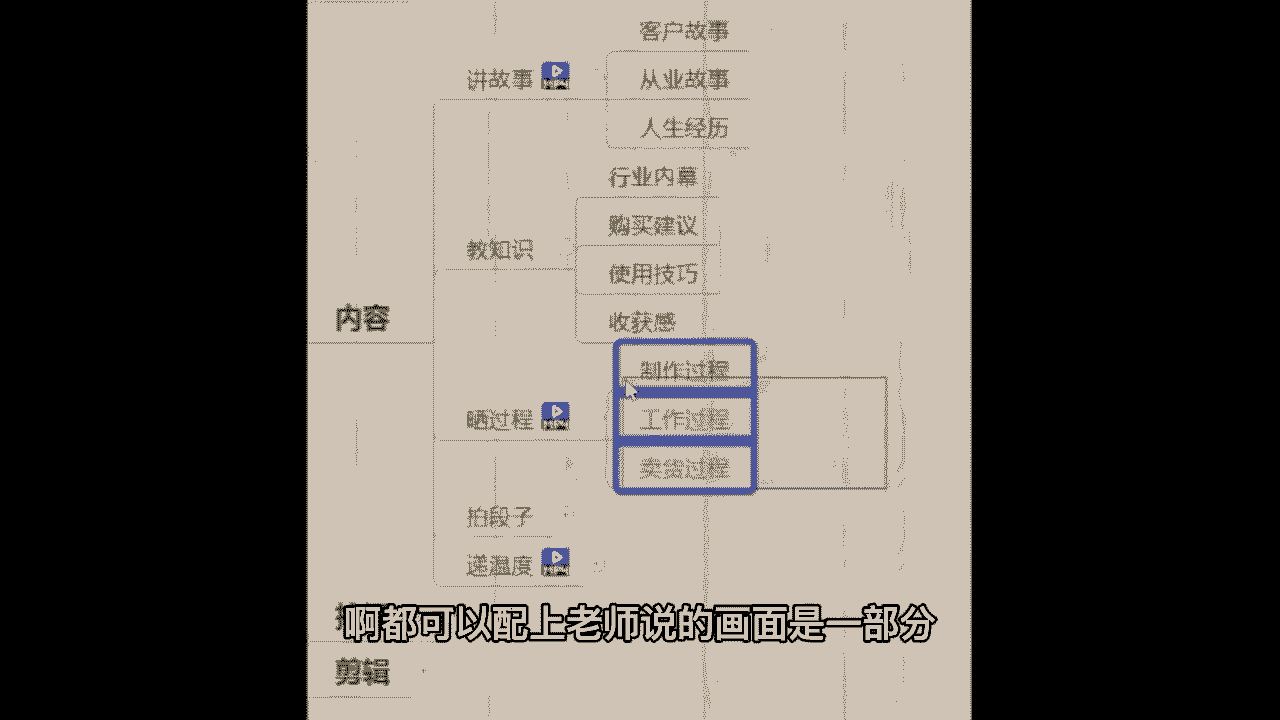 客户故事
讲故事
从业故事
人生经历
行业内幕
购买建议
教知识
使用技巧
内容
收获感
制作过程
晒过程
工作过程
卖货过程
拍段子
递温度
啊都可以配上老师说的画面是一部分
剪辑